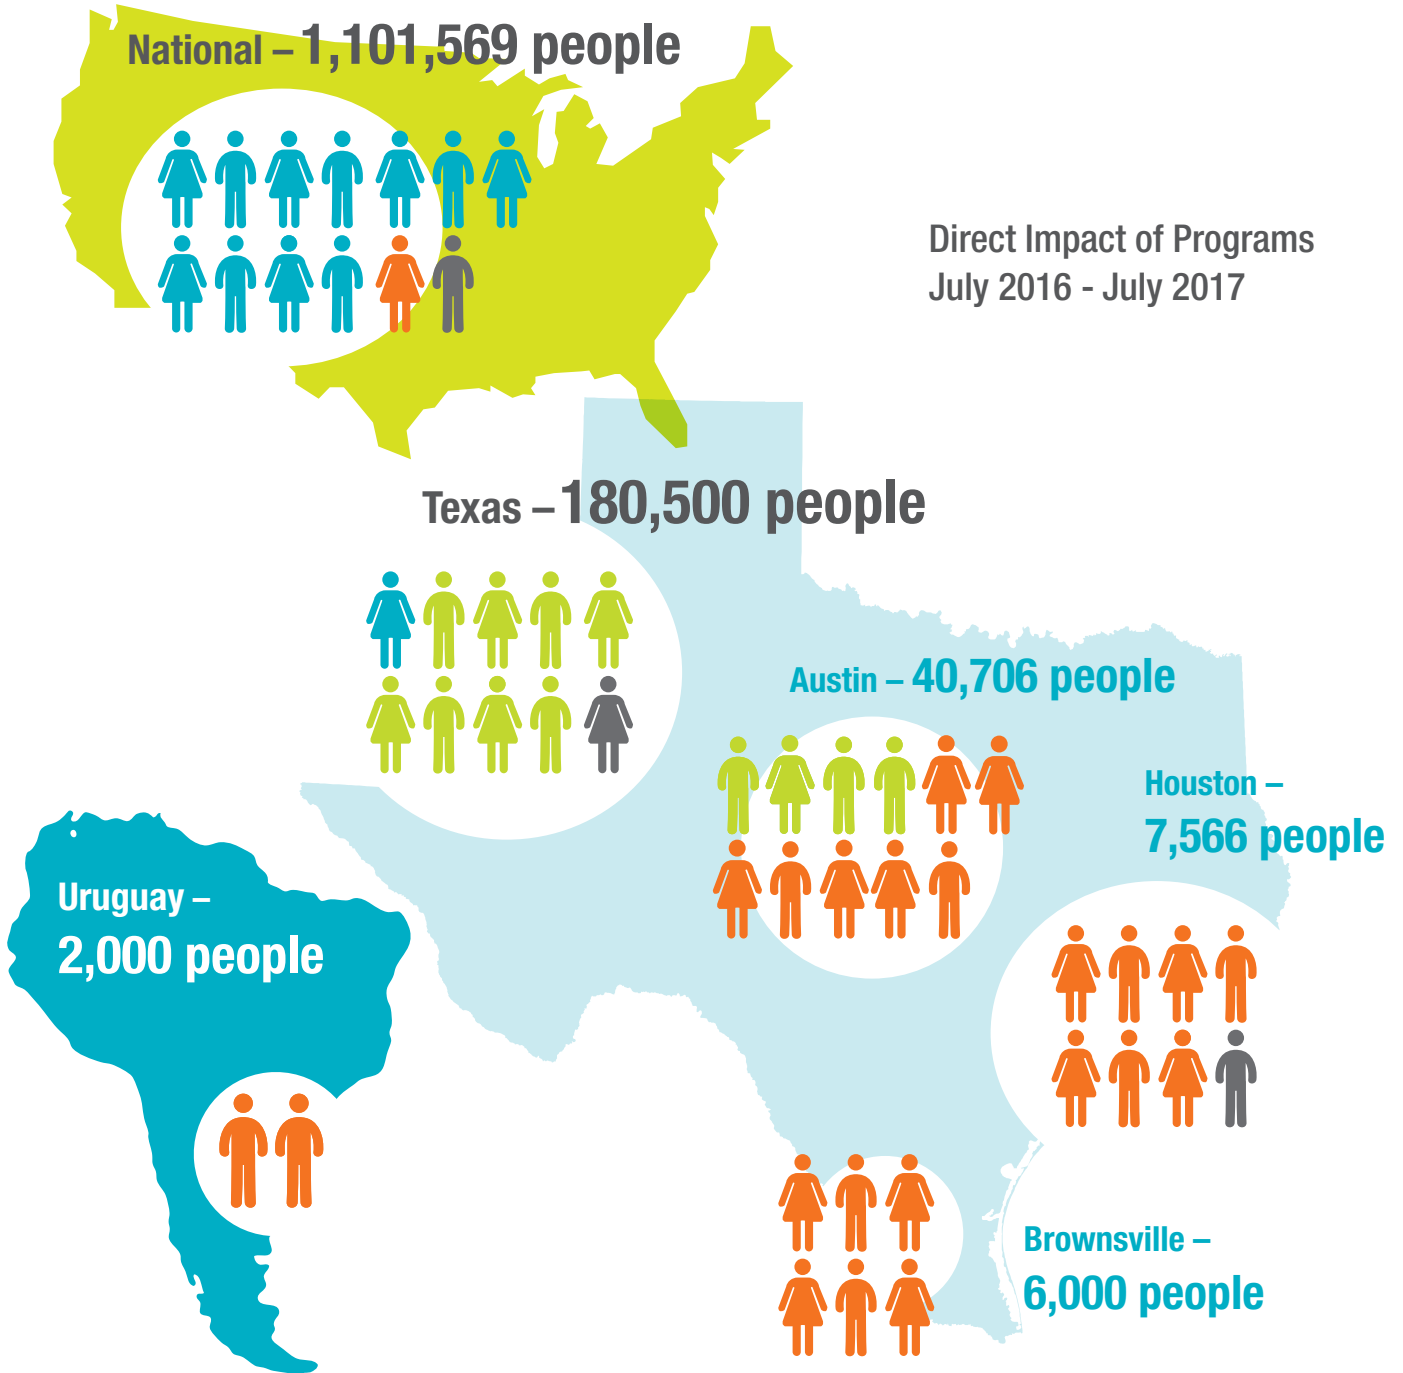 National – 1,101,569 people
Direct Impact of Programs
July 2016 - July 2017
Texas – 180,500 people
Austin – 40,706 people
Houston –
7,566 people
Uruguay –
2,000 people
Brownsville –
6,000 people